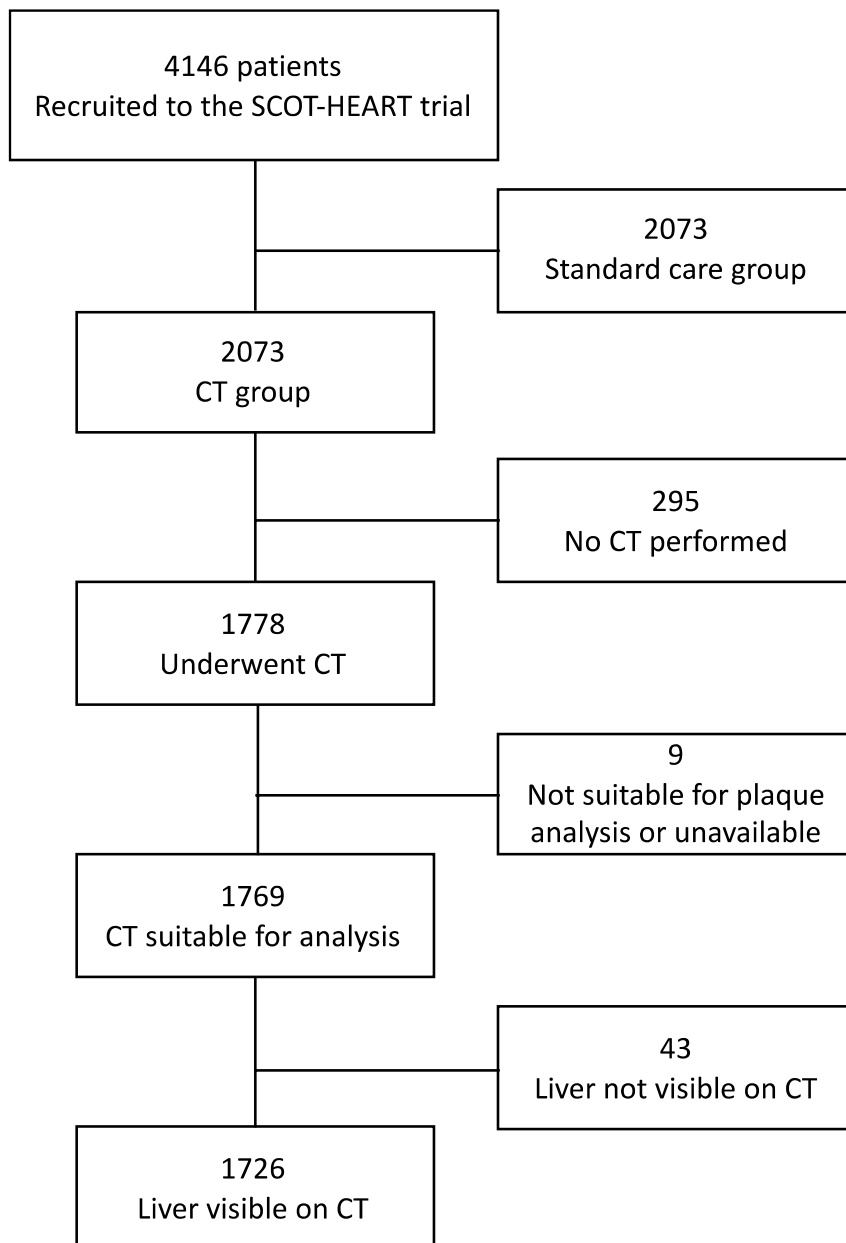 4146 patients
Recruited to the SCOT-HEART trial
2073
Standard care group
2073
CT group
295
No CT performed
1778
Underwent CT
9
Not suitable for plaque
analysis or unavailable
1769
CT suitable for analysis
43
Liver not visible on CT
1726
Liver visible on CT